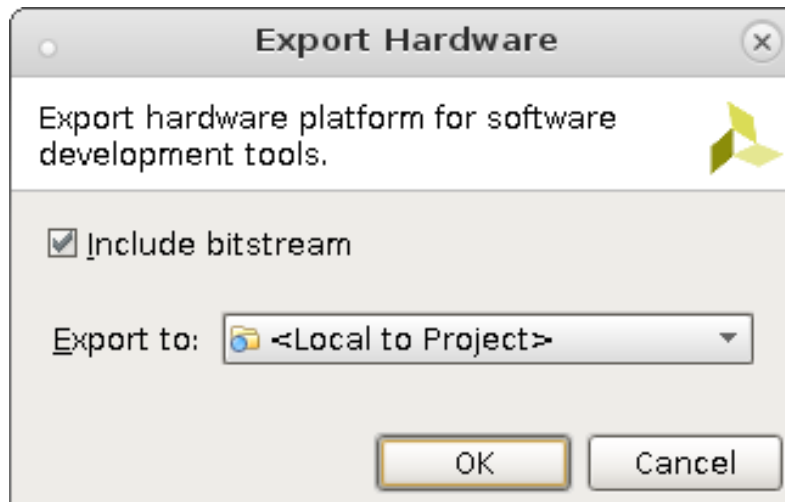 Export Hardware
Export hardware platform for software
development tools.
Include bitstream
Export to: <Local to Project>
OK Cancel